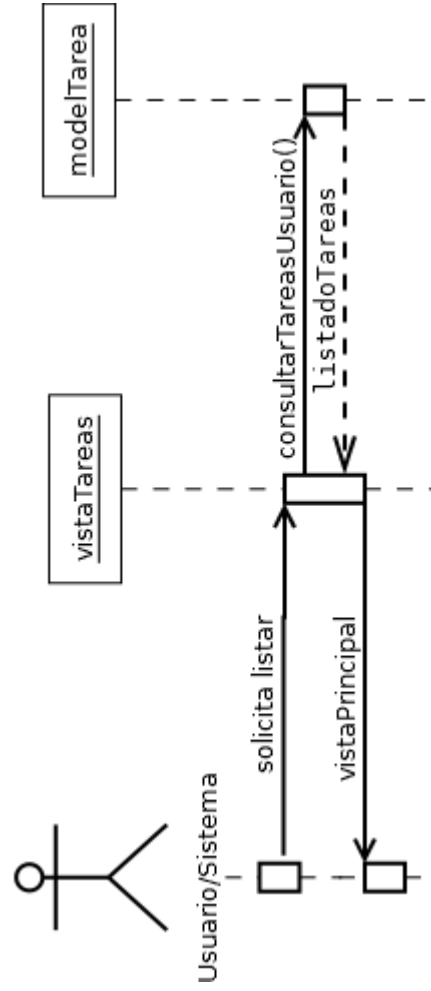 Usuario/Sistema
vistaTareas
modelTarea
solicita listar
consultarTareasUsuario()
listadoTareas
vistaPrincipal